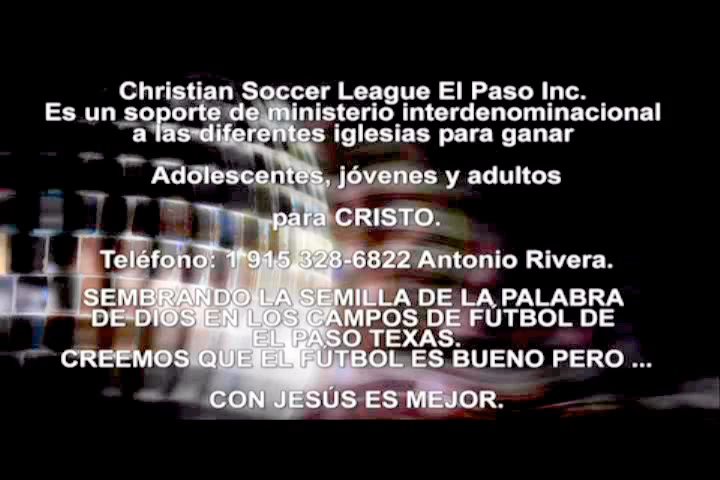 Christian Soccer League El Paso Inc.
Es un soporte de ministerio interdenominacional
a las diferentes iglesias para ganar
Adolescentes, jóvenes y adultos
para CRISTO.
Teléfono: 1 915 328-6822 Antonio Rivera.
SEMBRANDO LA SEMILLA DE LA PALABRA
DE DIOS EN LOS CAMPOS DE FÚTBOL DE
EL PASO TEXAS.
CREEMOS QUE EL FÚTBOL ES BUENO PERO ...
CON JESÚS ES MEJOR.